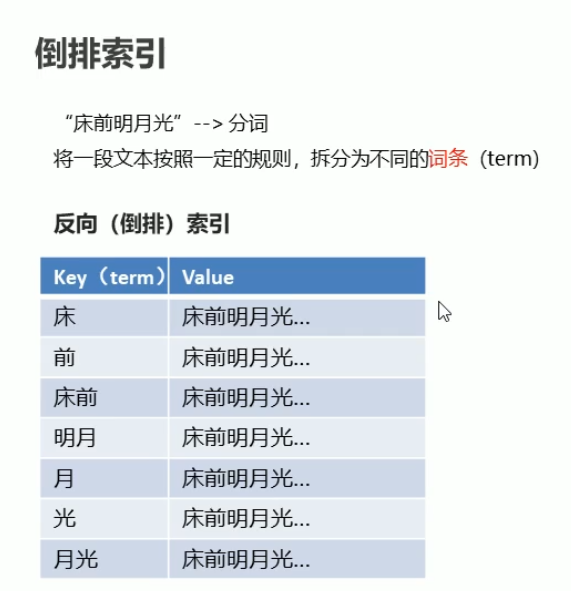 倒排索引
“床前明月光”--> 分词
将一段文本按照一定的规则，拆分为不同的词条（term)
反向（倒排）索引
Key（term） Value
床 床前明月光...
前 床前明月光...
床前 床前明月光...
明月 床前明月光...
月 床前明月光...
光 床前明月光...
月光 床前明月光...